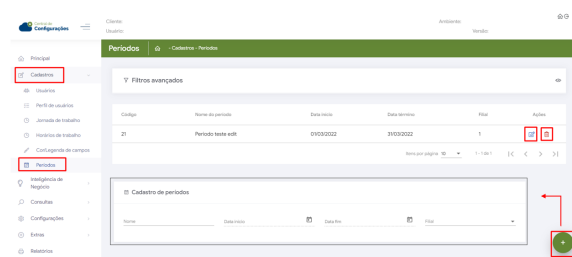 Central de
Configurações
Cliente:
Usuário:
Ambiente:
Versão:
Períodos
- Cadastros - Períodos
Principal
Cadastros
Usuários
Perfil de usuários
Jornada de trabalho
Horários de trabalho
Cor/Legenda de campos
Períodos
Inteligência de
Negócio
Consultas
Configurações
Extras
Relatórios
Filtros avançados
Código Nome do período Data início Data término Filial Ações
21 Período teste edit 01/03/2022 31/03/2022 1
Itens por página 10 1 - 1 de 1
Cadastro de períodos
Nome Data início Data fim Filial